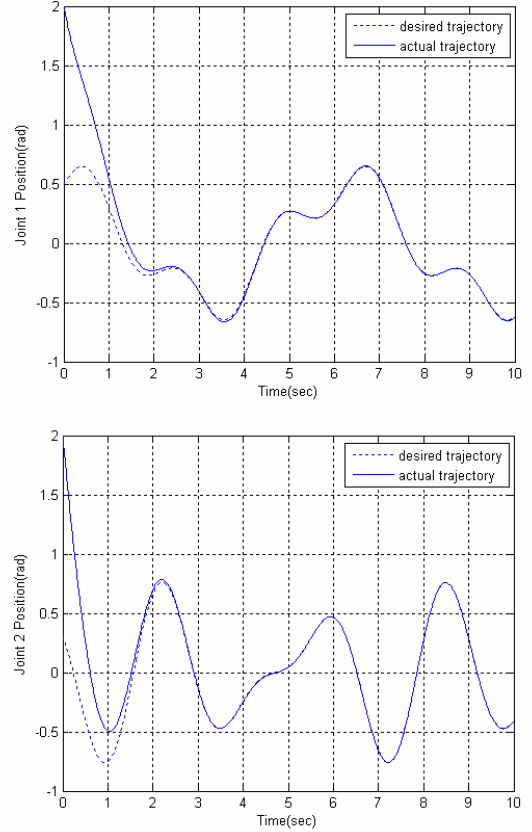 2
1.5
1
0.5
0
-0.5
-1
Joint 1 Position(rad)
desired trajectory
actual trajectory
0 1 2 3 4 5 6 7 8 9 10
Time(sec)
2
1.5
1
0.5
0
-0.5
-1
Joint 2 Position(rad)
desired trajectory
actual trajectory
0 1 2 3 4 5 6 7 8 9 10
Time(sec)